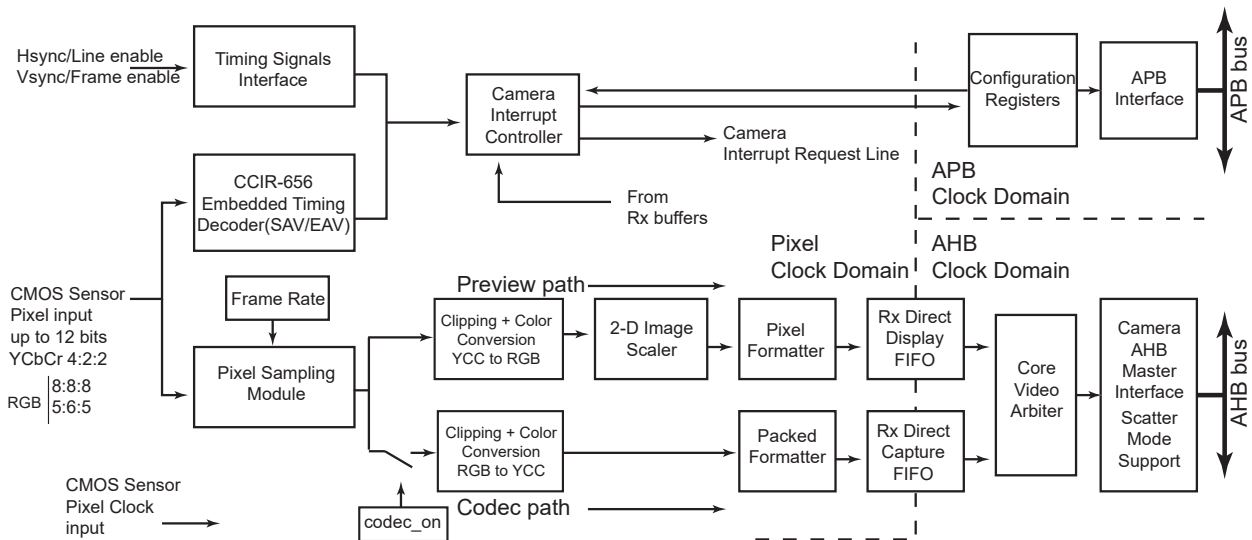 Hsync/Line enable
Vsync/Frame enable
Timing Signals
Interface
Camera
Interrupt
Controller
Configuration
Registers
APB
Interface
APB bus
Camera
Interrupt Request Line
CCIR-656
Embedded Timing
Decoder(SAV/EAV)
From
Rx buffers
APB
Clock Domain
Pixel
Clock Domain
AHB
Clock Domain
CMOS Sensor
Pixel input
up to 12 bits
YCbCr 4:2:2
RGB
8:8:8
5:6:5
Frame Rate
Pixel Sampling
Module
Preview path
Clipping + Color
Conversion
YCC to RGB
2-D Image
Scaler
Pixel
Formatter
Rx Direct
Display
FIFO
Core
Video
Arbiter
Camera
AHB
Master
Interface
Scatter
Mode
Support
AHB bus
Clipping + Color
Conversion
RGB to YCC
Packed
Formatter
Rx Direct
Capture
FIFO
Codec path
codec_on
CMOS Sensor
Pixel Clock
input